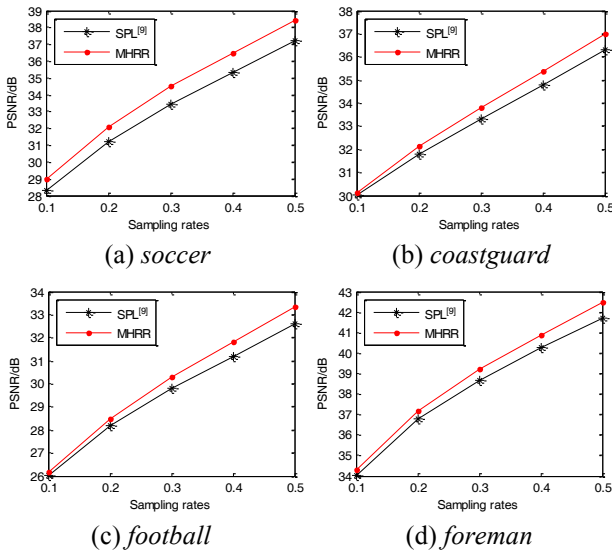 39
38
37
36
35
34
33
32
31
30
29
28
PSNR/dB
SPL[9]
MHRR
0.1 0.2 0.3 0.4 0.5
Sampling rates
(a) soccer
37
36
35
34
33
32
31
30
PSNR/dB
SPL[9]
MHRR
0.1 0.2 0.3 0.4 0.5
Sampling rates
(b) coastguard
34
33
32
31
30
29
28
27
26
PSNR/dB
SPL[9]
MHRR
0.1 0.2 0.3 0.4 0.5
Sampling rates
(c) football
43
42
41
40
39
38
37
36
35
34
PSNR/dB
SPL[9]
MHRR
0.1 0.2 0.3 0.4 0.5
Sampling rates
(d) foreman